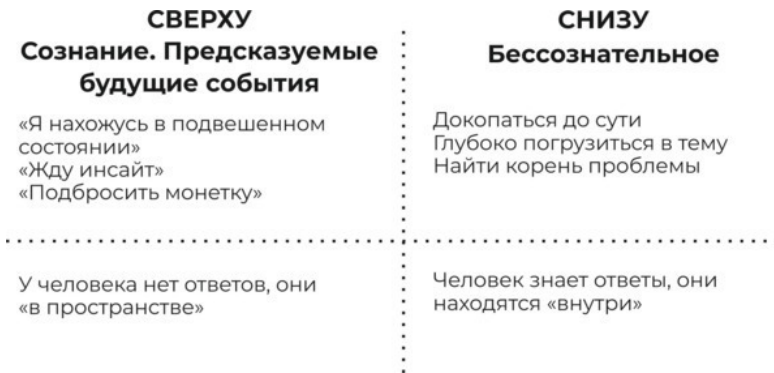 СВЕРХУ
Сознание. Предсказуемые
будущие события
«Я нахожусь в подвешенном
состоянии»
«Жду инсайт»
«Подбросить монетку»
СНИЗУ
Бессознательное
Докопаться до сути
Глубоко погрузиться в тему
Найти корень проблемы
У человека нет ответов, они
«в пространстве»
Человек знает ответы, они
находятся «внутри»